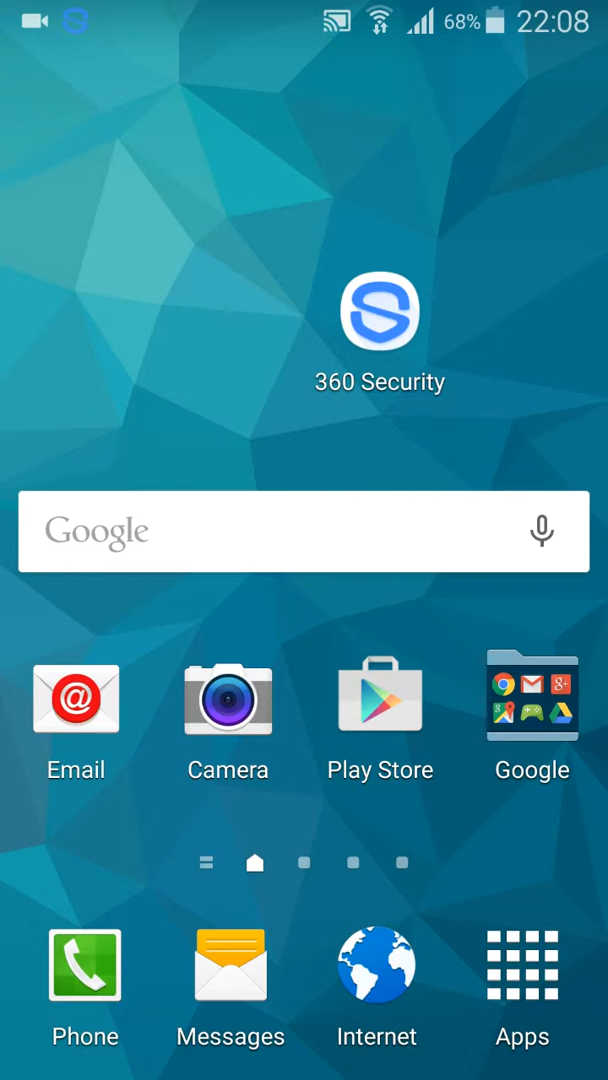 68% 22:08
360 Security
Google
Email Camera Play Store Google
Phone Messages Internet Apps